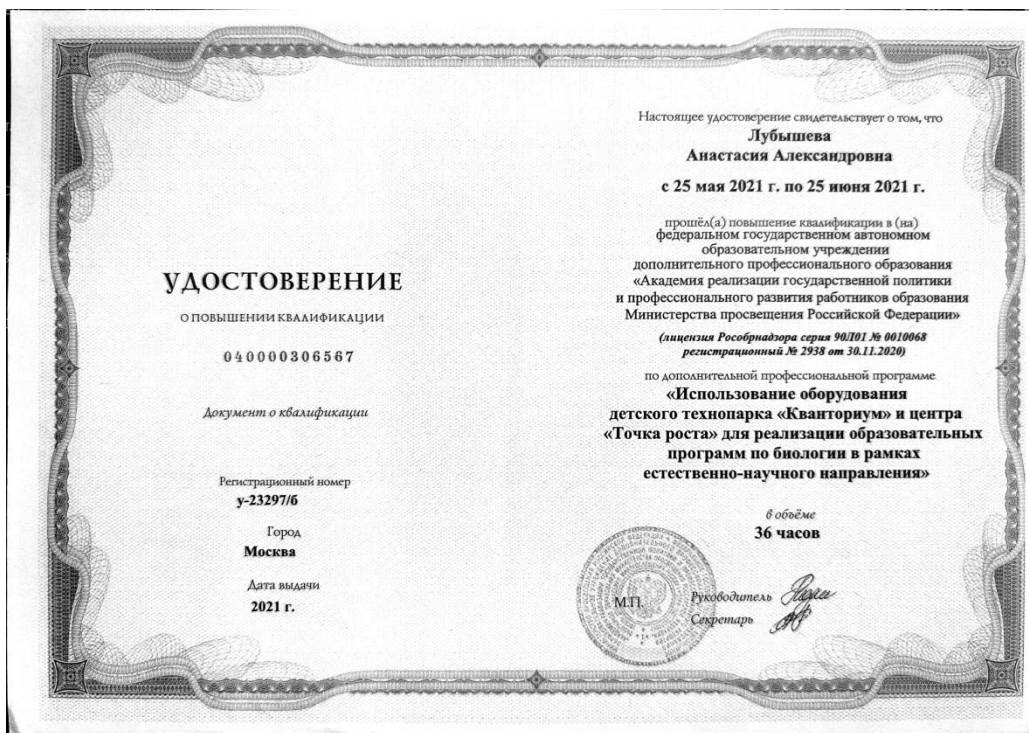 УДОСТОВЕРЕНИЕ
О ПОВЫШЕНИИ КВАЛИФИКАЦИИ
040000306567
Документ о квалификации
Регистрационный номер
у-23297/б
Город
Москва
Дата выдачи
2021 г.
Настоящее удостоверение свидетельствует о том, что
Лубышева
Анастасия Александровна
с 25 мая 2021 г. по 25 июня 2021 г.
прошёл(а) повышение квалификации в (на)
федеральном государственном автономном
образовательном учреждении
дополнительного профессионального образования
«Академия реализации государственной политики
и профессионального развития работников образования
Министерства просвещения Российской Федерации»
(лицензия Рособрнадзора серия 90Л01 № 0010068
регистрационный № 2938 от 30.11.2020)
по дополнительной профессиональной программе
«Использование оборудования
детского технопарка «Кванториум» и центра
«Точка роста» для реализации образовательных
программ по биологии в рамках
естественно-научного направления»
в объёме
36 часов
М.П.
Руководитель
Секретарь